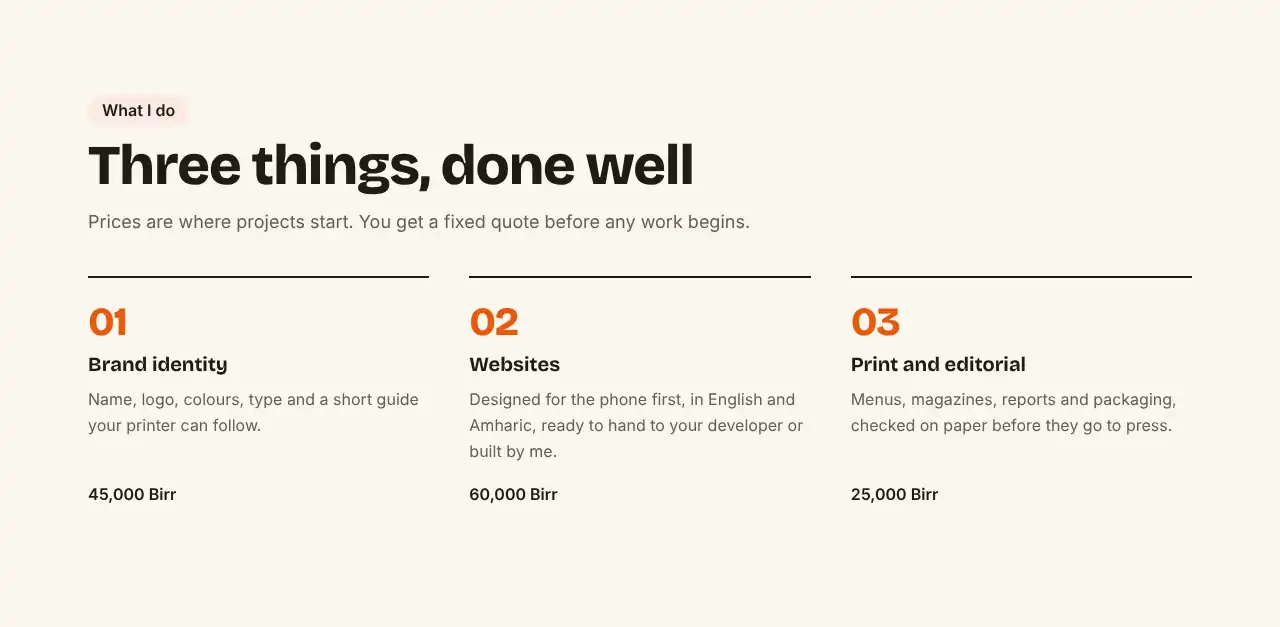 What I do
Three things, done well
Prices are where projects start. You get a fixed quote before any work begins.
01
Brand identity
Name, logo, colours, type and a short guide
your printer can follow.
45,000 Birr
02
Websites
Designed for the phone first, in English and
Amharic, ready to hand to your developer or
built by me.
60,000 Birr
03
Print and editorial
Menus, magazines, reports and packaging,
checked on paper before they go to press.
25,000 Birr